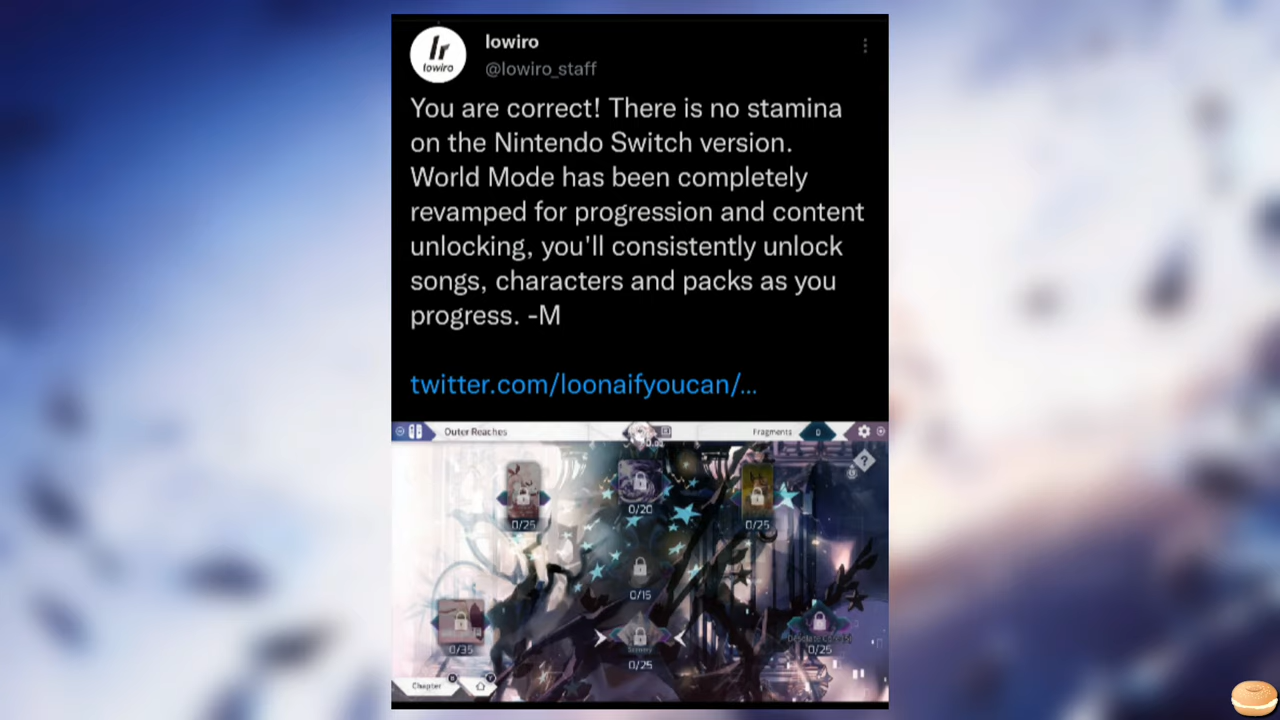 lr
lowiro
lowiro
@lowiro_staff
You are correct! There is no stamina
on the Nintendo Switch version.
World Mode has been completely
revamped for progression and content
unlocking, you'll consistently unlock
songs, characters and packs as you
progress. -M
twitter.com/loonaifyoucan/...
Outer Reaches
Fragments
0
?
0/25
0/20
0/25
0/15
0/35
Scenery
0/25
0/25
Chapter